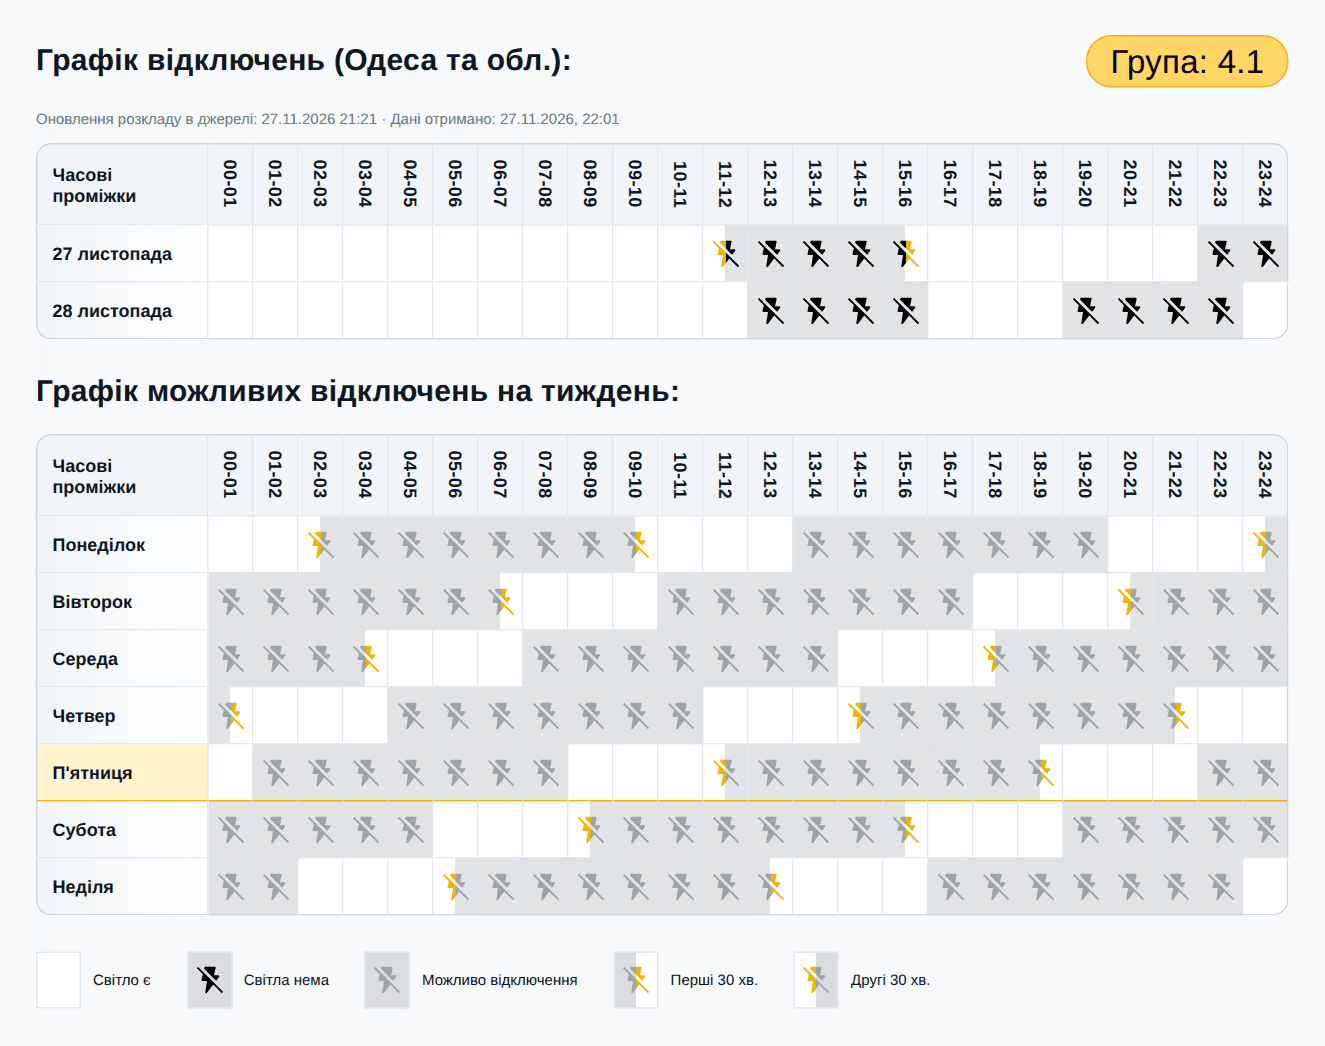 Графік відключень (Одеса та обл.):
Група: 4.1
Оновлення розкладу в джерелі: 27.11.2026 21:21 · Дані отримано: 27.11.2026, 22:01
Часові
проміжки
00-01 01-02 02-03 03-04 04-05 05-06 06-07 07-08 08-09 09-10 10-11 11-12 12-13 13-14 14-15 15-16 16-17 17-18 18-19 19-20 20-21 21-22 22-23 23-24
27 листопада
28 листопада
Графік можливих відключень на тиждень:
Часові
проміжки
00-01 01-02 02-03 03-04 04-05 05-06 06-07 07-08 08-09 09-10 10-11 11-12 12-13 13-14 14-15 15-16 16-17 17-18 18-19 19-20 20-21 21-22 22-23 23-24
Понеділок
Вівторок
Середа
Четвер
П'ятниця
Субота
Неділя
Світло є
Світла нема
Можливо відключення
Перші 30 хв.
Другі 30 хв.